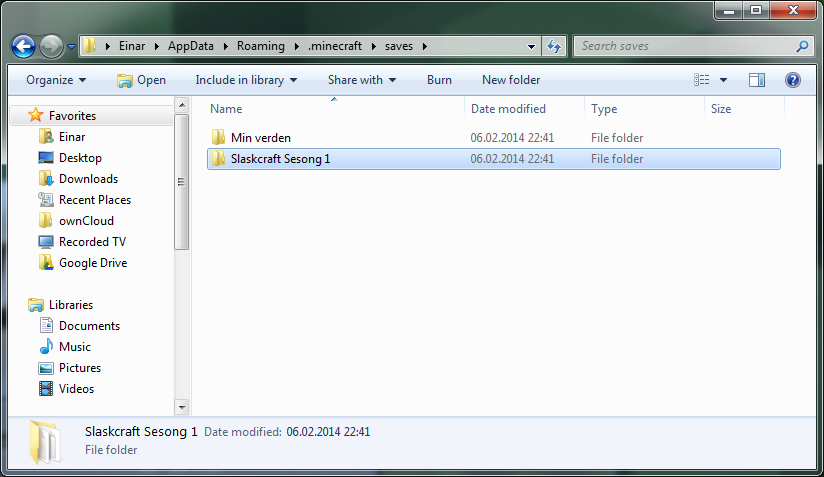 Einar AppData Roaming .minecraft saves Search saves
Organize Open Include in library Share with Burn New folder
Name Date modified Type Size
Favorites
Einar
Desktop
Downloads
Recent Places
ownCloud
Recorded TV
Google Drive
Libraries
Documents
Music
Pictures
Videos
Min verden 06.02.2014 22:41 File folder
Slaskcraft Sesong 1 06.02.2014 22:41 File folder
Slaskcraft Sesong 1 Date modified: 06.02.2014 22:41
File folder